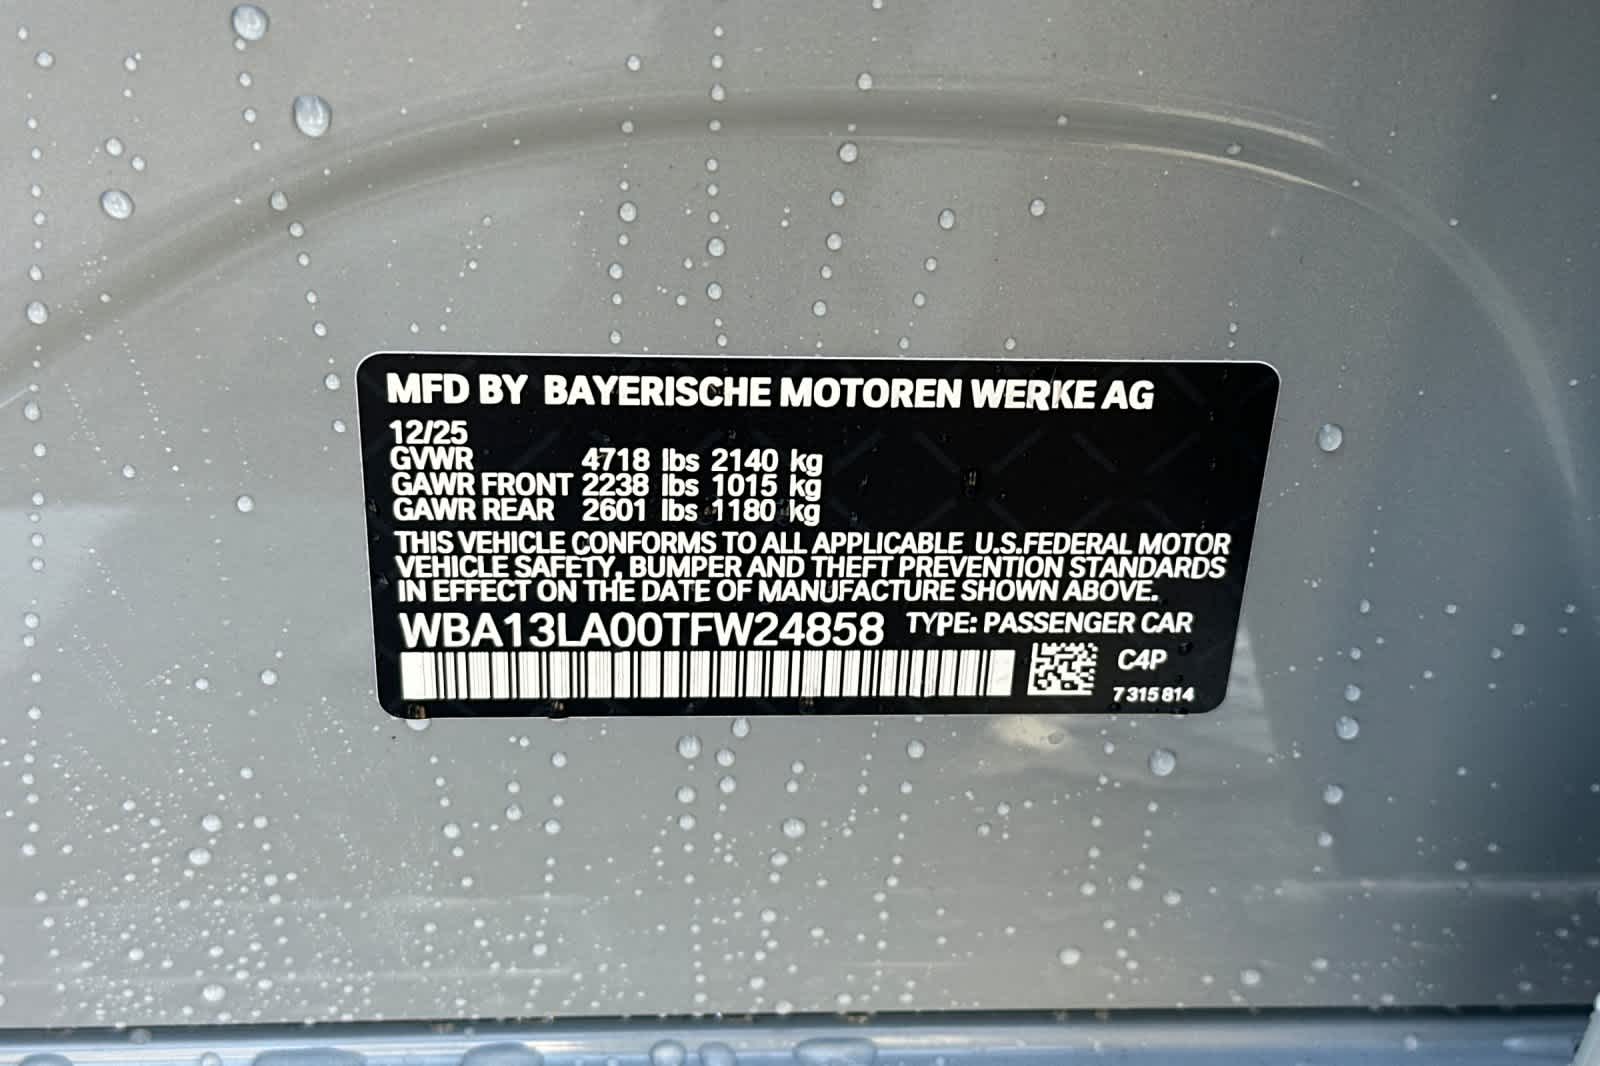 MFD BY BAYERISCHE MOTOREN WERKE AG
12/25
GVWR 4718 lbs 2140 kg
GAWR FRONT 2238 lbs 1015 kg
GAWR REAR 2601 lbs 1180 kg
THIS VEHICLE CONFORMS TO ALL APPLICABLE U.S.FEDERAL MOTOR
VEHICLE SAFETY, BUMPER AND THEFT PREVENTION STANDARDS
IN EFFECT ON THE DATE OF MANUFACTURE SHOWN ABOVE.
WBA13LA00TFW24858 TYPE: PASSENGER CAR
C4P
7 315 814